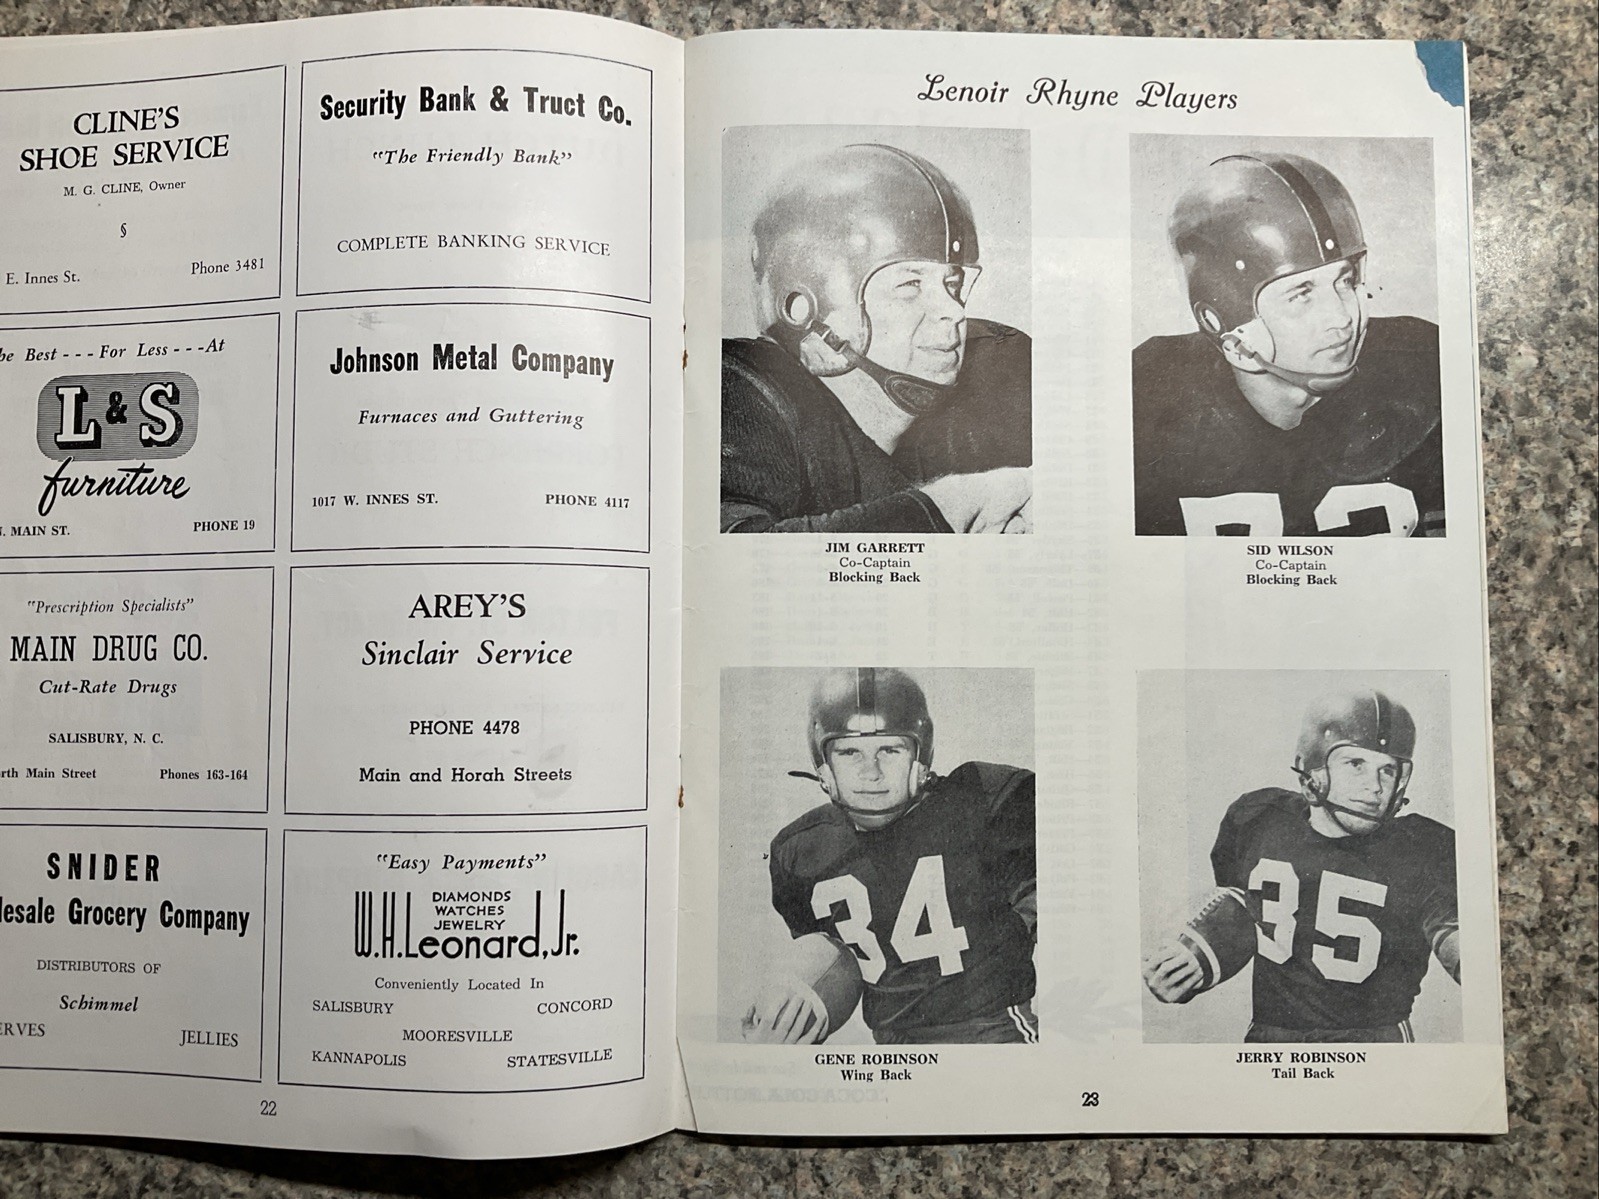 CLINE'S
SHOE SERVICE
M. G. CLINE, Owner
§
E. Innes St.
Phone 3481
Best - - - For Less - - -At
L & S
furniture
MAIN ST.
PHONE 19
"Prescription Specialists"
MAIN DRUG CO.
Cut-Rate Drugs
SALISBURY, N. C.
Main Street
Phones 163-164
SNIDER
Grocery Company
DISTRIBUTORS OF
Schimmel
JELLIES
Security Bank & Truct Co.
"The Friendly Bank"
COMPLETE BANKING SERVICE
Johnson Metal Company
Furnaces and Guttering
1017 W. INNES ST.
PHONE 4117
AREY'S
Sinclair Service
PHONE 4478
Main and Horah Streets
"Easy Payments"
DIAMONDS
WATCHES
JEWELRY
W.H. Leonard, Jr.
Conveniently Located In
SALISBURY
CONCORD
MOORESVILLE
KANNAPOLIS
STATESVILLE
22
Lenoir Rhyne Players
JIM GARRETT
Co-Captain
Blocking Back
SID WILSON
Co-Captain
Blocking Back
34
35
GENE ROBINSON
Wing Back
JERRY ROBINSON
Tail Back
23